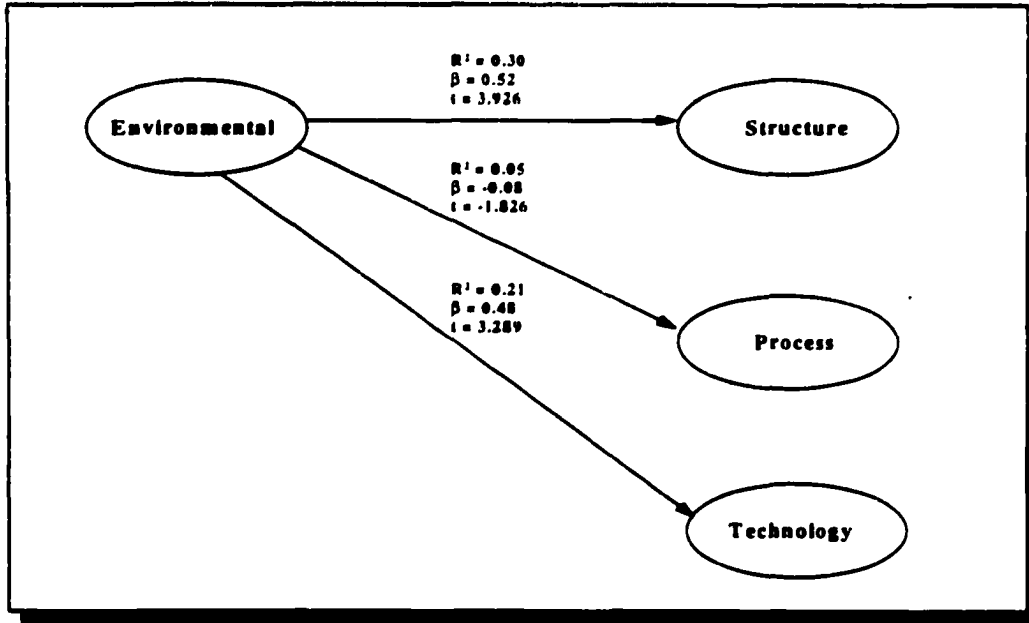 R² = 0.30
β = 0.52
t = 3.926
Environmental
Structure
R² = 0.05
β = -0.08
t = -1.826
R² = 0.21
β = 0.48
t = 3.289
Process
Technology